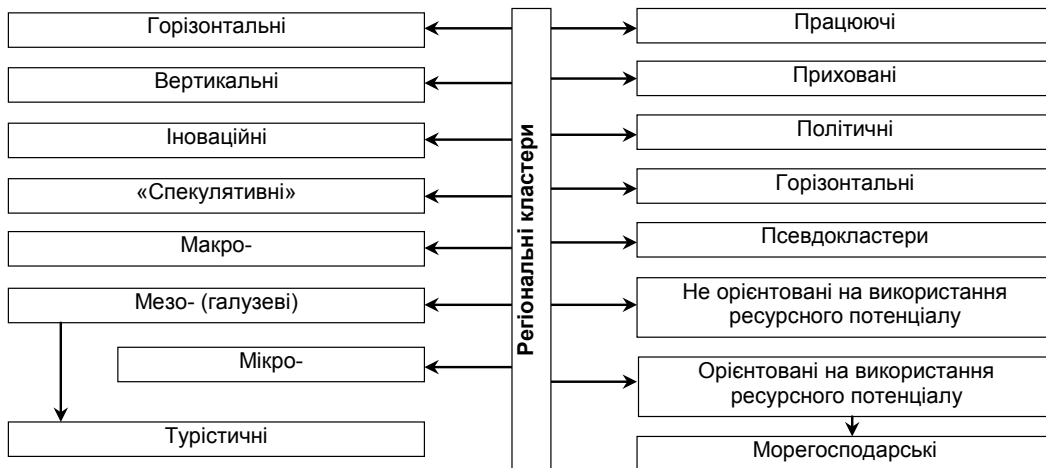 Горізонтальні
Вертикальні
Іноваційні
«Спекулятивні»
Макро-
Мезо- (галузеві)
Мікро-
Турістичні
Регіональні кластери
Працюючі
Приховані
Політичні
Горізонтальні
Псевдокластери
Не орієнтовані на використання
ресурсного потенціалу
Орієнтовані на використання
ресурсного потенціалу
Морегосподарські